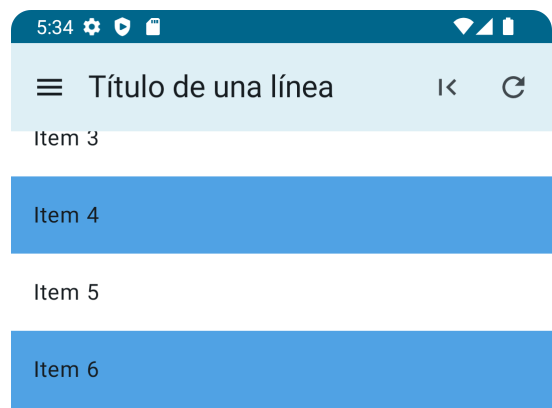 5:34
Título de una línea
Item 3
Item 4
Item 5
Item 6